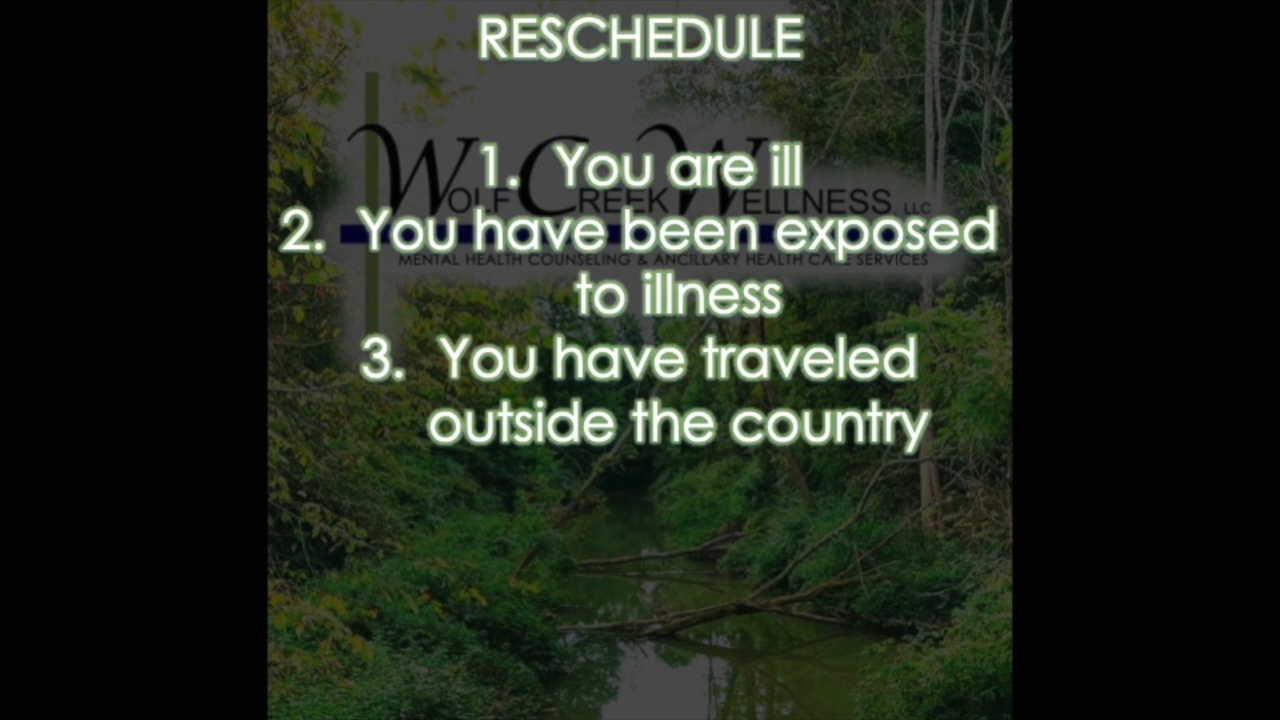 RESCHEDULE
1. You are ill
WOLF CREEK WELLNESS LLC
2. You have been exposed
MENTAL HEALTH COUNSELING & ANCILLARY HEALTH CARE SERVICES
to illness
3. You have traveled
outside the country